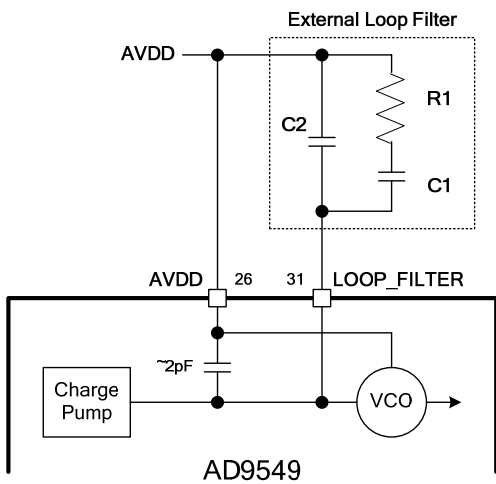 External Loop Filter
AVDD
R1
C2
C1
AVDD 26 31 LOOP_FILTER
~2pF
Charge
Pump
VCO
AD9549